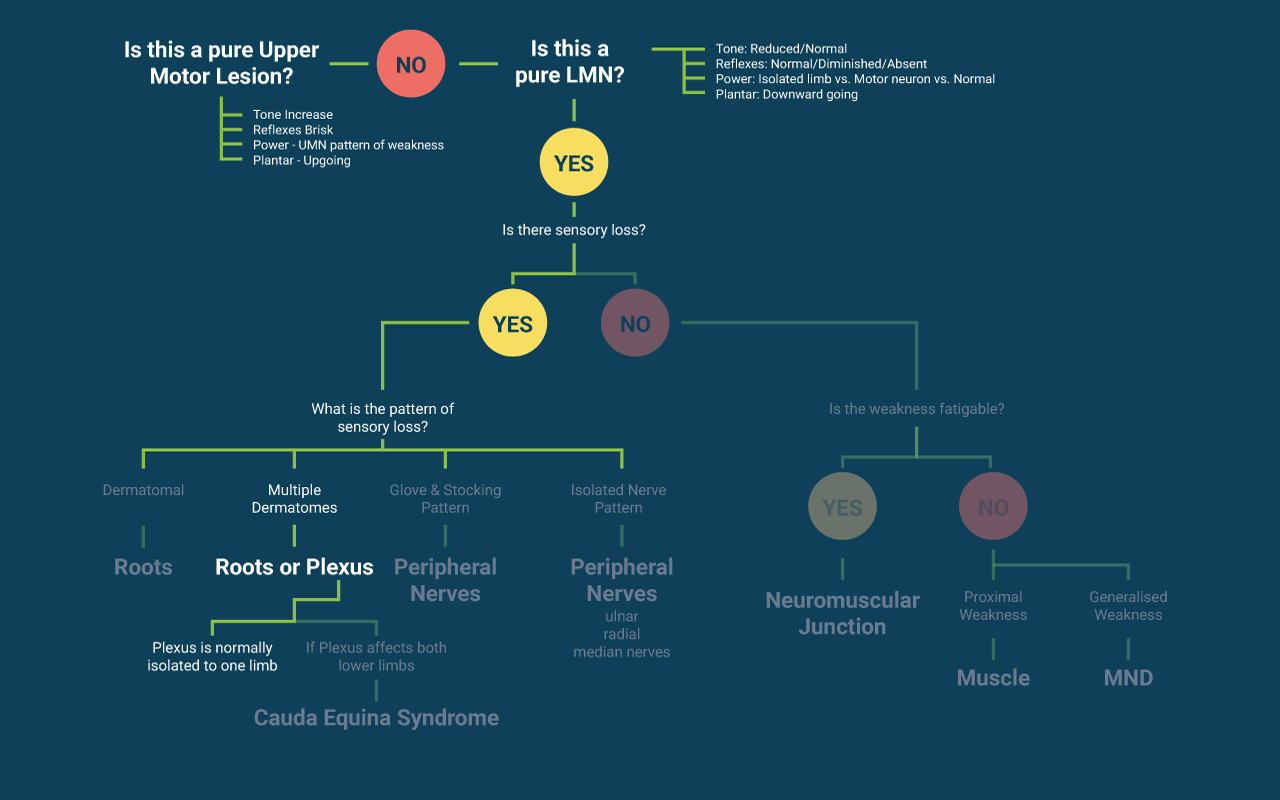 Is this a pure Upper
Motor Lesion?
NO
Is this a
pure LMN?
Tone: Reduced/Normal
Reflexes: Normal/Diminished/Absent
Power: Isolated limb vs. Motor neuron vs. Normal
Plantar: Downward going
Tone Increase
Reflexes Brisk
Power - UMN pattern of weakness
Plantar - Upgoing
YES
Is there sensory loss?
YES
NO
What is the pattern of
sensory loss?
Is the weakness fatigable?
Dermatomal
Multiple
Dermatomes
Glove & Stocking
Pattern
Isolated Nerve
Pattern
YES
NO
Roots
Roots or Plexus
Peripheral
Nerves
Peripheral
Nerves
ulnar
radial
median nerves
Neuromuscular
Junction
Proximal
Weakness
Generalised
Weakness
Plexus is normally
isolated to one limb
If Plexus affects both
lower limbs
Muscle
MND
Cauda Equina Syndrome